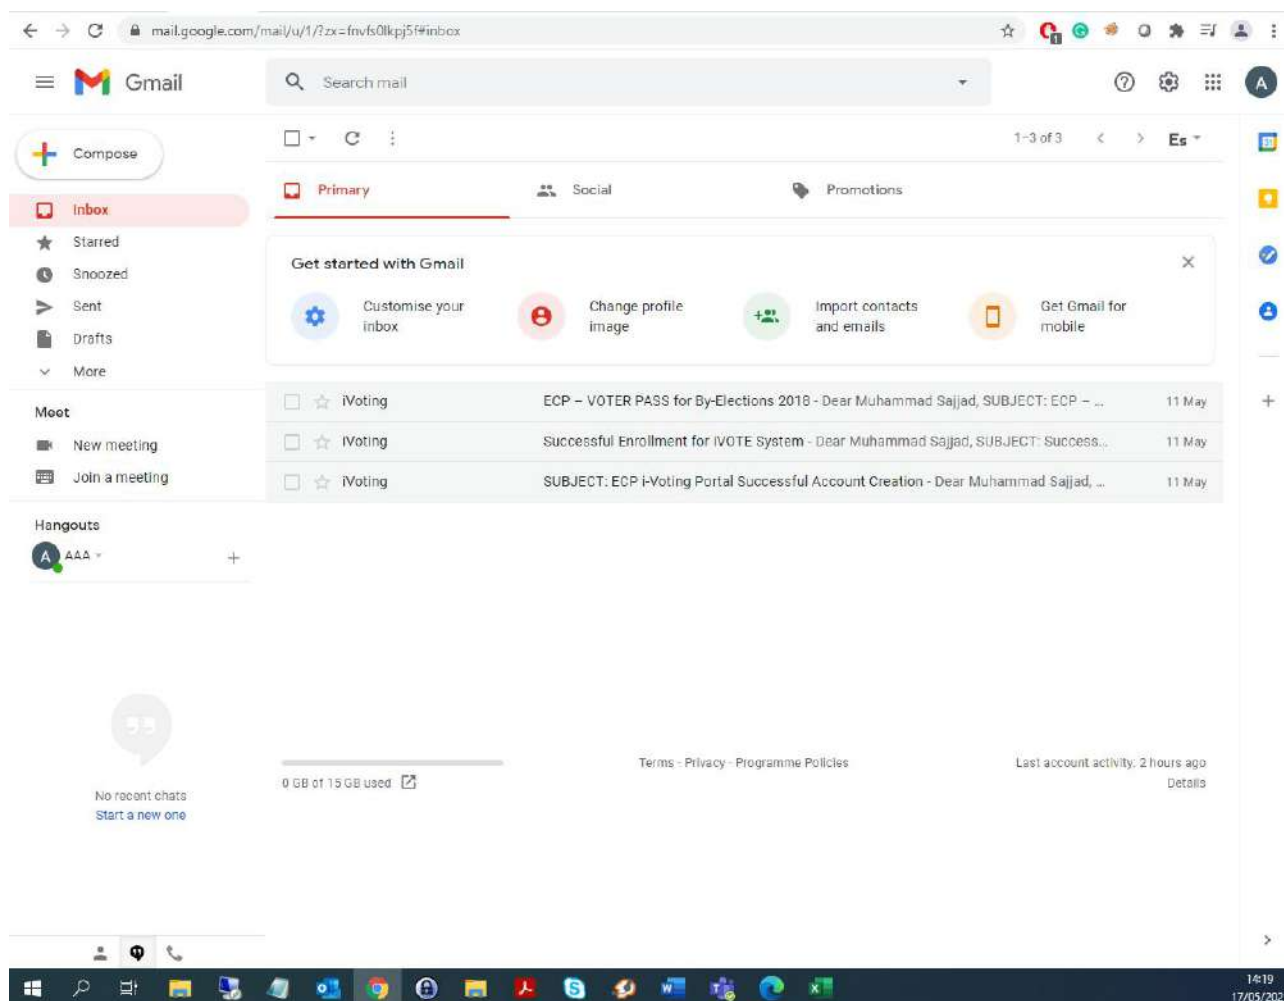 mail.google.com/mail/u/1/?zx=fnvfs0lkpj5f#inbox
1
Gmail
Search mail
A
Compose
1–3 of 3
Es
31
Primary
Social
Promotions
Inbox
Starred
Snoozed
Sent
Drafts
More
Get started with Gmail
Customise your inbox
Change profile image
Import contacts and emails
Get Gmail for mobile
iVoting ECP – VOTER PASS for By-Elections 2018 - Dear Muhammad Sajjad, SUBJECT: ECP – ... 11 May
iVoting Successful Enrollment for iVOTE System - Dear Muhammad Sajjad, SUBJECT: Success... 11 May
iVoting SUBJECT: ECP i-Voting Portal Successful Account Creation - Dear Muhammad Sajjad, ... 11 May
Meet
New meeting
Join a meeting
Hangouts
A AAA
No recent chats
Start a new one
0 GB of 15 GB used
Terms - Privacy - Programme Policies
Last account activity: 2 hours ago
Details
14:19
17/05/202